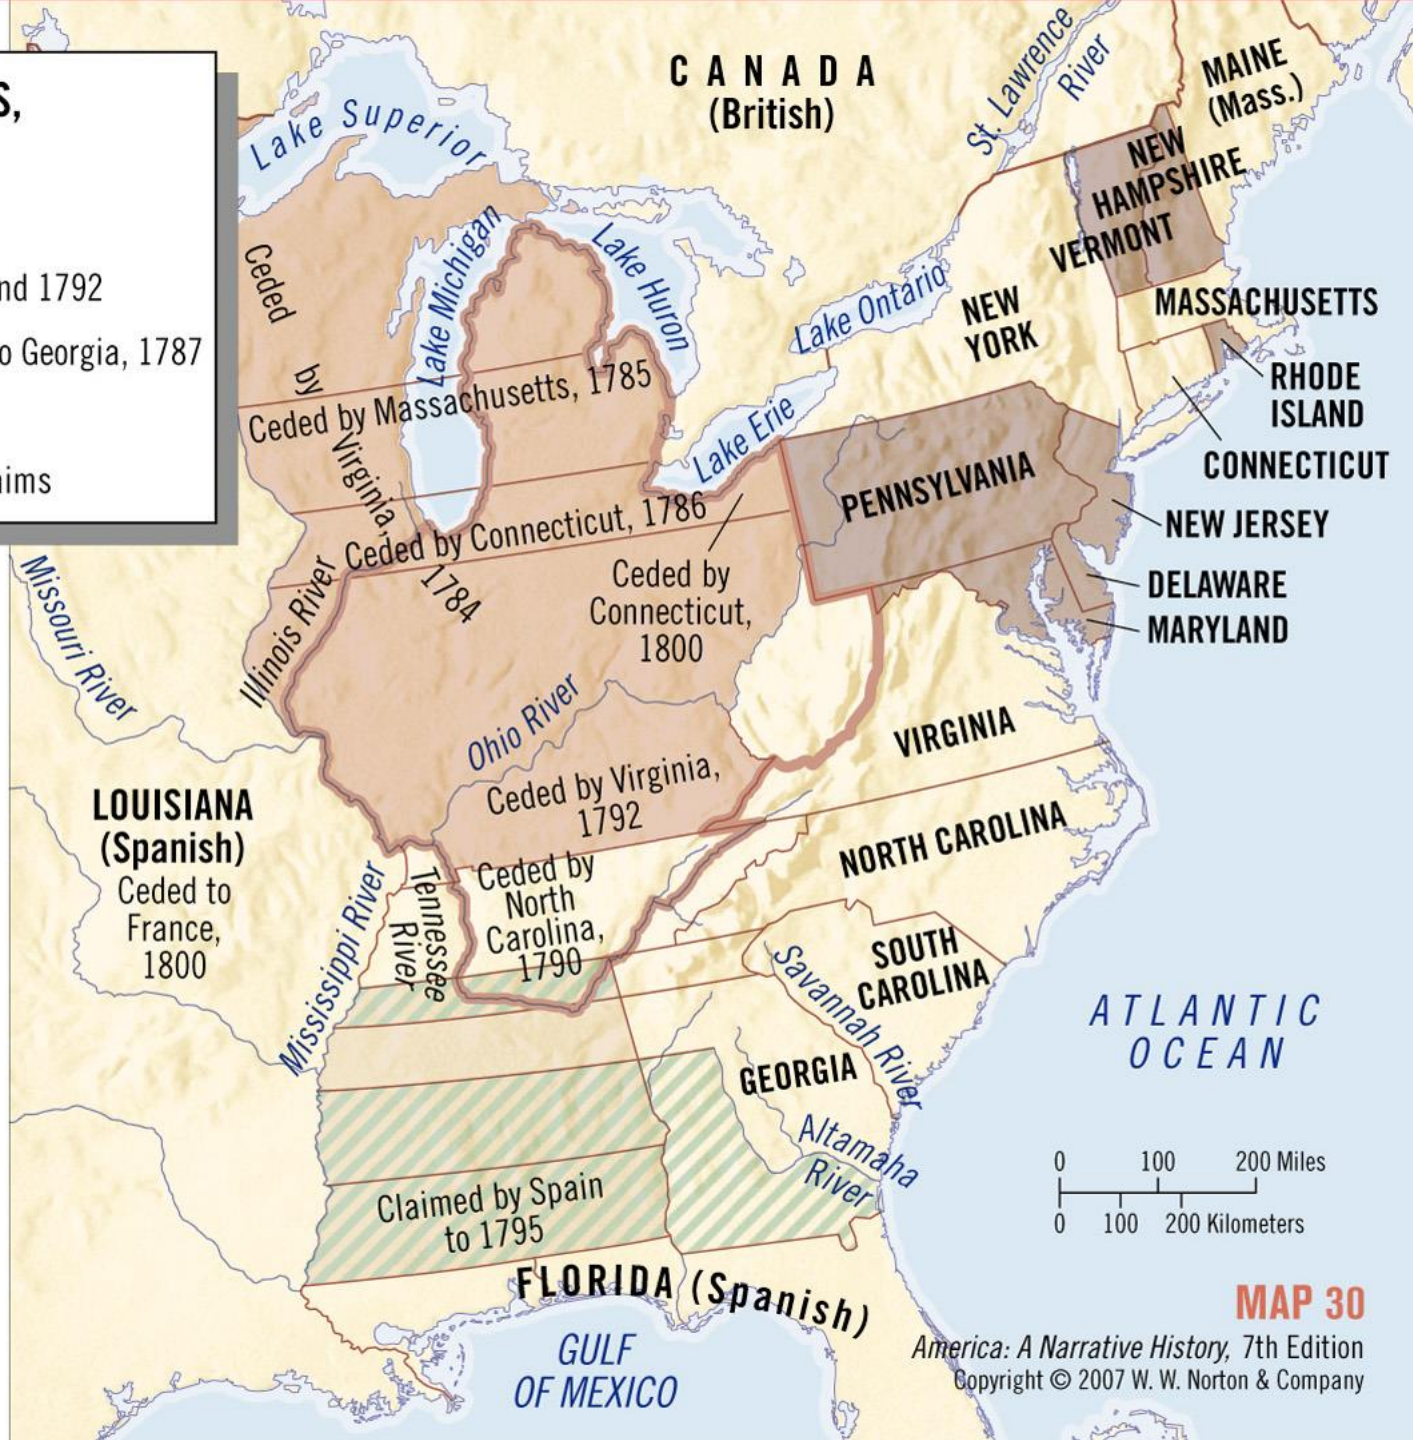 S,
nd 1792
o Georgia, 1787
aims
CANADA
(British)
St. Lawrence
River
MAINE
(Mass.)
Lake Superior
NEW
HAMPSHIRE
VERMONT
Lake Michigan
Lake Huron
Lake Ontario
NEW
YORK
MASSACHUSETTS
RHODE
ISLAND
CONNECTICUT
NEW JERSEY
DELAWARE
MARYLAND
Ceded
by
Virginia,
1784
Ceded by Massachusetts, 1785
Lake Erie
PENNSYLVANIA
Ceded by Connecticut, 1786
Ceded by
Connecticut,
1800
Missouri River
Illinois River
Ohio River
VIRGINIA
Ceded by Virginia,
1792
LOUISIANA
(Spanish)
Ceded to
France,
1800
NORTH CAROLINA
Mississippi River
Tennessee
River
Ceded by
North
Carolina,
1790
SOUTH
CAROLINA
Savannah River
ATLANTIC
OCEAN
GEORGIA
Altamaha
River
Claimed by Spain
to 1795
0 100 200 Miles
0 100 200 Kilometers
FLORIDA (Spanish)
GULF
OF MEXICO
MAP 30
America: A Narrative History, 7th Edition
Copyright © 2007 W. W. Norton & Company